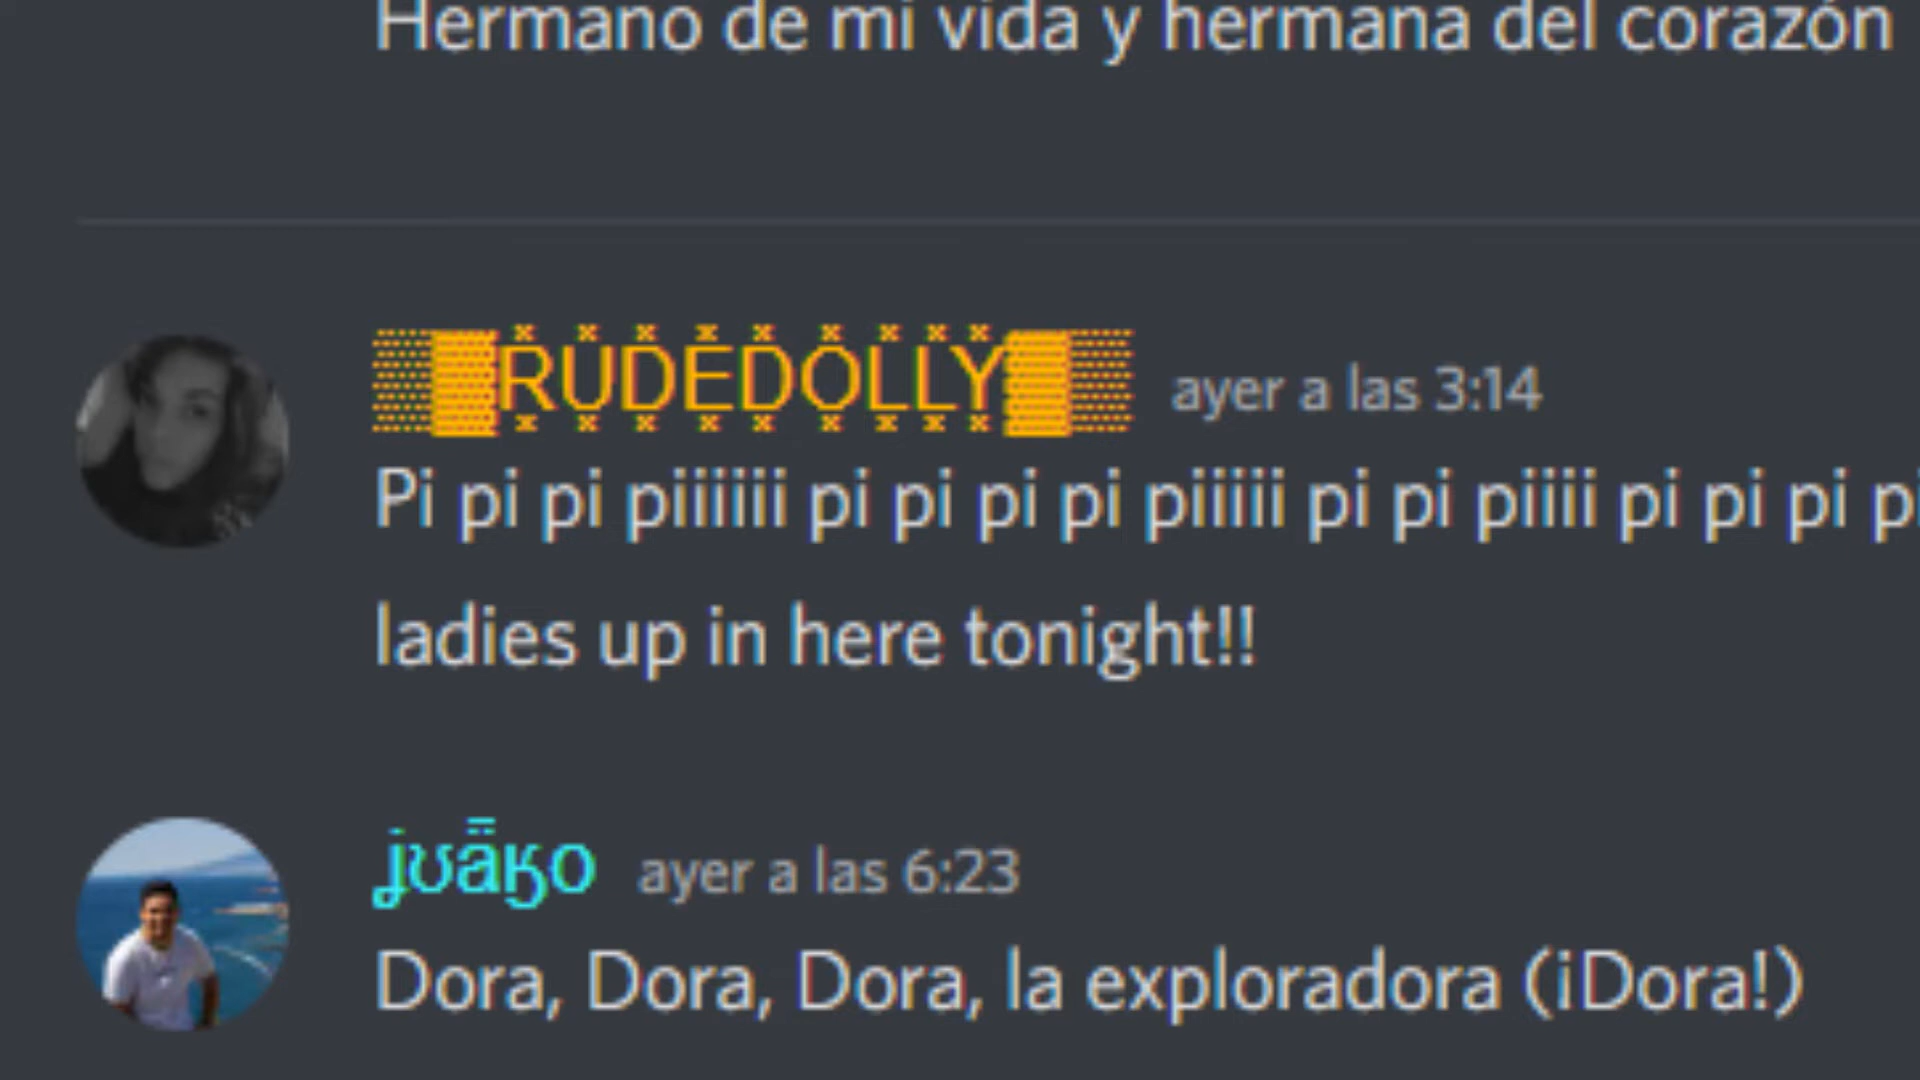 Hermano de mi vida y hermana del corazón
░▓R͓̽U͓̽D͓̽E͓̽D͓̽O͓̽L͓̽L͓̽Y͓̽▓░ ayer a las 3:14
Pi pi pi piiiiii pi pi pi pi piiiii pi pi piiii pi pi pi pi
ladies up in here tonight!!
ʝʊǟӄօ ayer a las 6:23
Dora, Dora, Dora, la exploradora (¡Dora!)